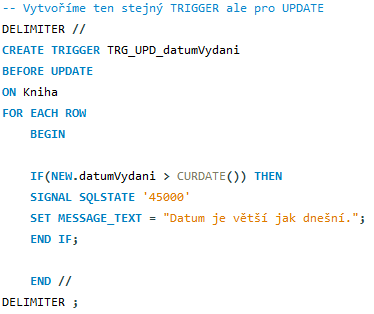 -- Vytvoříme ten stejný TRIGGER ale pro UPDATE
DELIMITER //
CREATE TRIGGER TRG_UPD_datumVydani
BEFORE UPDATE
ON Kniha
FOR EACH ROW
BEGIN
IF(NEW.datumVydani > CURDATE()) THEN
SIGNAL SQLSTATE '45000'
SET MESSAGE_TEXT = "Datum je větší jak dnešní.";
END IF;
END //
DELIMITER ;